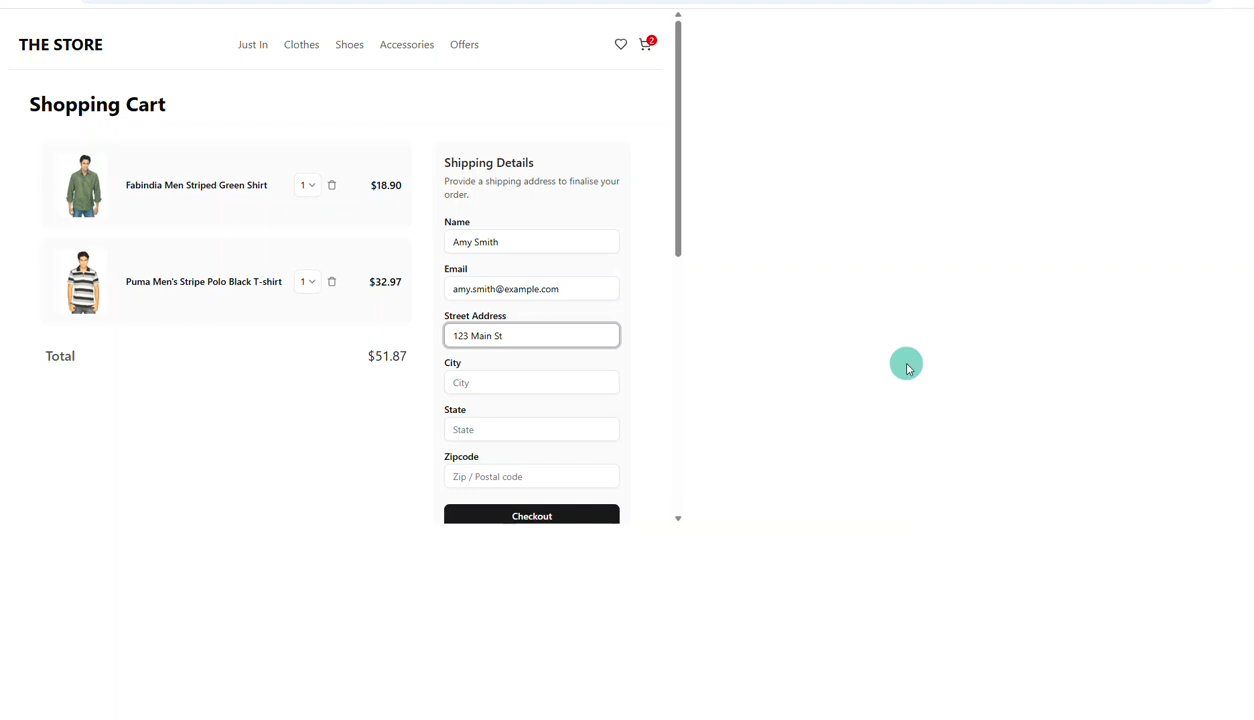 THE STORE
Just In Clothes Shoes Accessories Offers
2
Shopping Cart
Fabindia Men Striped Green Shirt 1 $18.90
Puma Men's Stripe Polo Black T-shirt 1 $32.97
Total $51.87
Shipping Details
Provide a shipping address to finalise your
order.
Name
Amy Smith
Email
amy.smith@example.com
Street Address
123 Main St
City
City
State
State
Zipcode
Zip / Postal code
Checkout